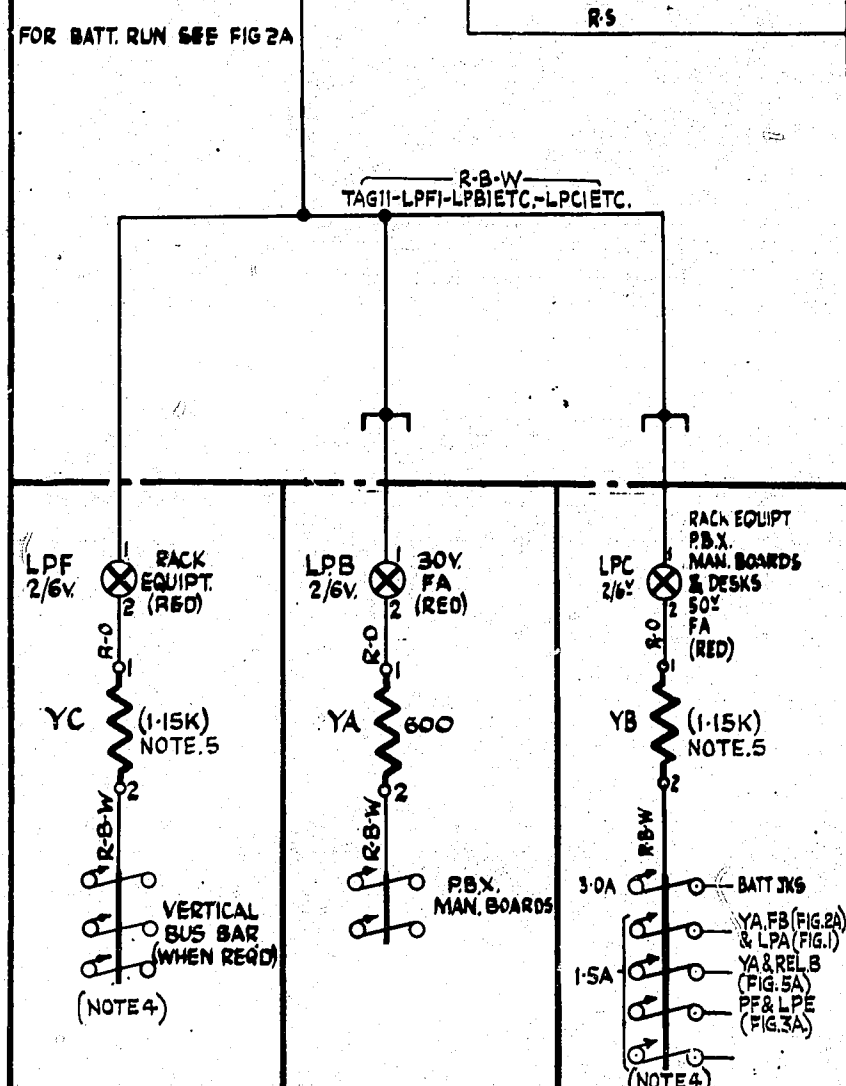 R·S
FOR BATT. RUN SEE FIG 2A
R-B-W
TAG11-LPF1-LPB1ETC.-LPC1ETC.
LPF
2/6V.
1
2
RACK
EQUIPT.
(RED)
R-O
1
YC
(1·15K)
NOTE.5
2
R-B-W
VERTICAL
BUS BAR
(WHEN REQD)
(NOTE 4)
LPB
2/6V.
1
2
30V.
FA
(RED)
R-O
1
YA
600
2
R-B-W
P.B.X.
MAN. BOARDS
LPC
2/6V
1
2
RACK EQUIPT
P.B.X.
MAN. BOARDS
& DESKS
50V
FA
(RED)
R-O
1
YB
(1·15K)
NOTE.5
2
R-B-W
3·0A
BATT JKS
1·5A
YA,FB(FIG.2A)
& LPA(FIG.1)
YA & REL.B
(FIG.5A)
PF & LPE
(FIG.3A.)
(NOTE 4)